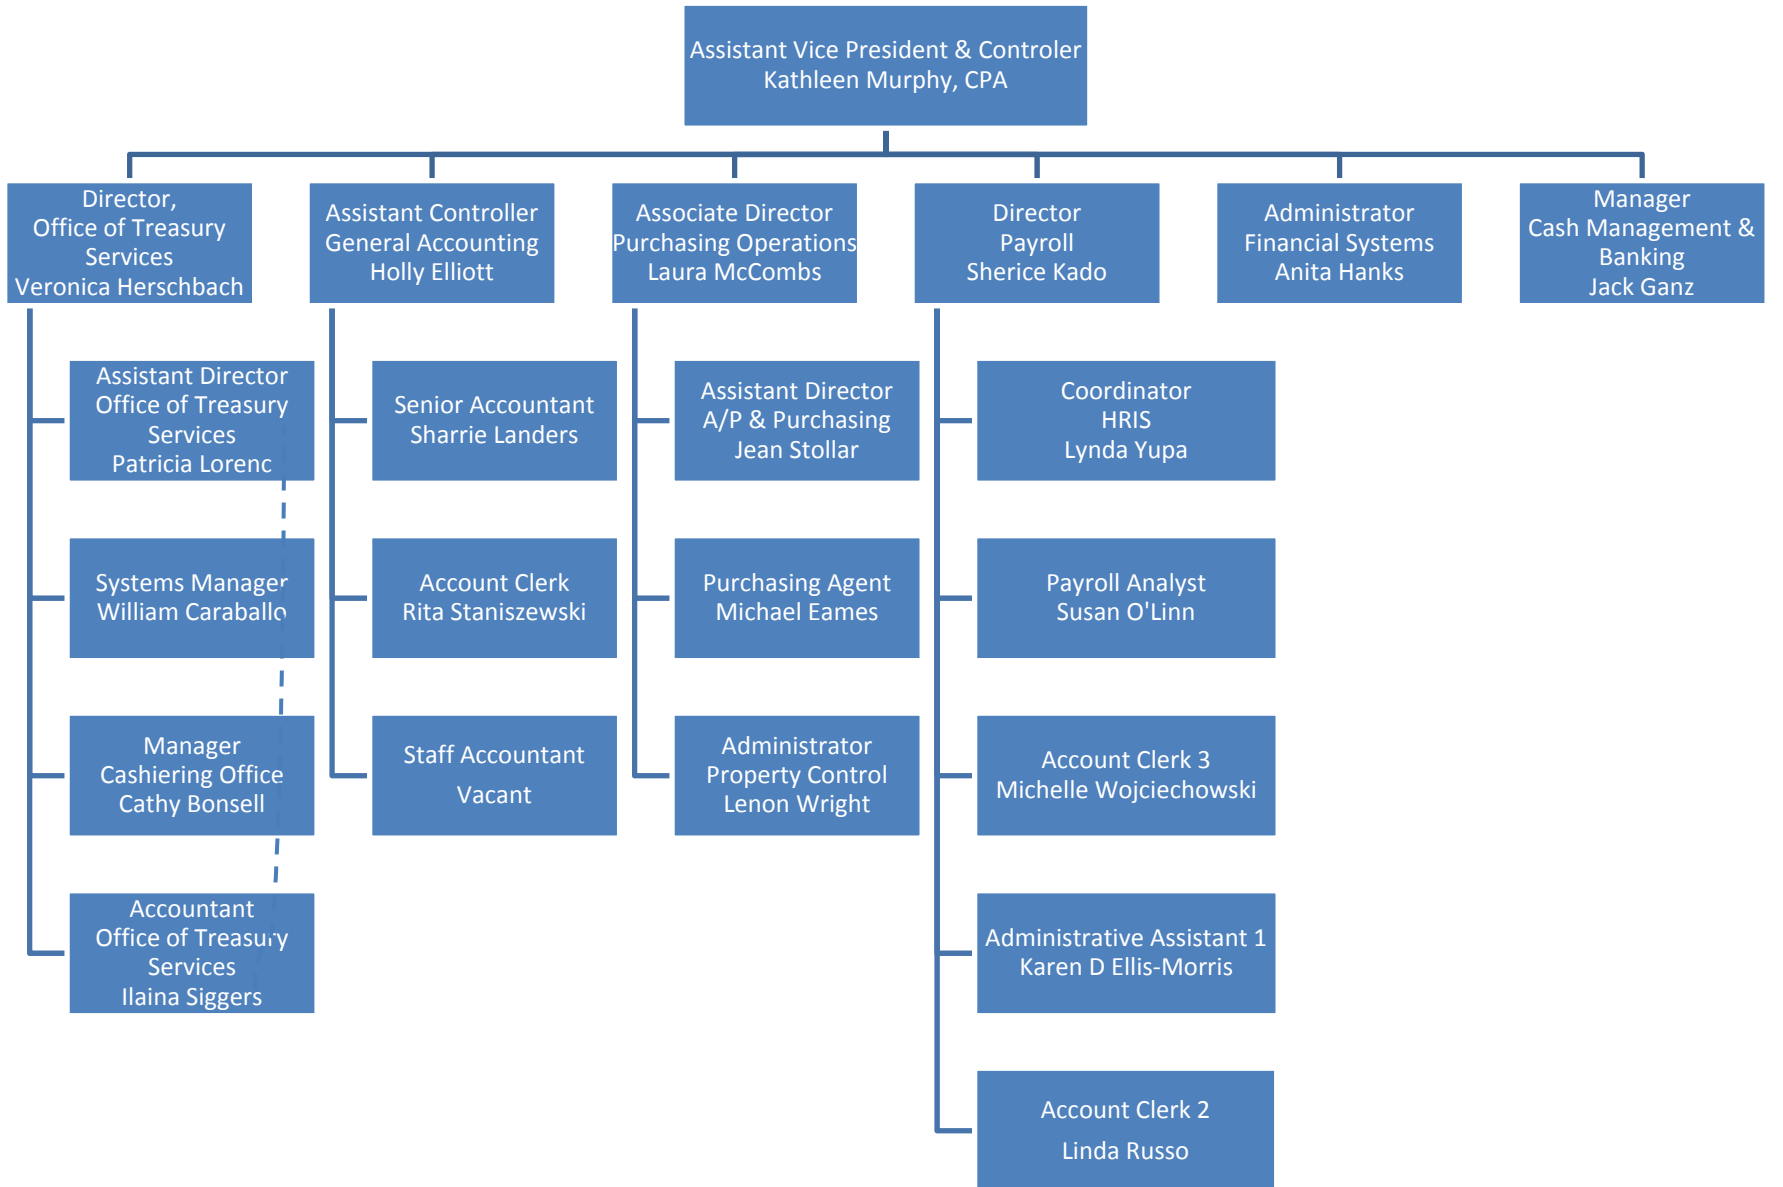 Assistant Vice President & Controler
Kathleen Murphy, CPA
Director,
Office of Treasury
Services
Veronica Herschbach
Assistant Controller
General Accounting
Holly Elliott
Associate Director
Purchasing Operations
Laura McCombs
Director
Payroll
Sherice Kado
Administrator
Financial Systems
Anita Hanks
Manager
Cash Management &
Banking
Jack Ganz
Assistant Director
Office of Treasury
Services
Patricia Lorenc
Senior Accountant
Sharrie Landers
Assistant Director
A/P & Purchasing
Jean Stollar
Coordinator
HRIS
Lynda Yupa
Systems Manager
William Caraballo
Account Clerk
Rita Staniszewski
Purchasing Agent
Michael Eames
Payroll Analyst
Susan O'Linn
Manager
Cashiering Office
Cathy Bonsell
Staff Accountant
Vacant
Administrator
Property Control
Lenon Wright
Account Clerk 3
Michelle Wojciechowski
Accountant
Office of Treasury
Services
Ilaina Siggers
Administrative Assistant 1
Karen D Ellis-Morris
Account Clerk 2
Linda Russo